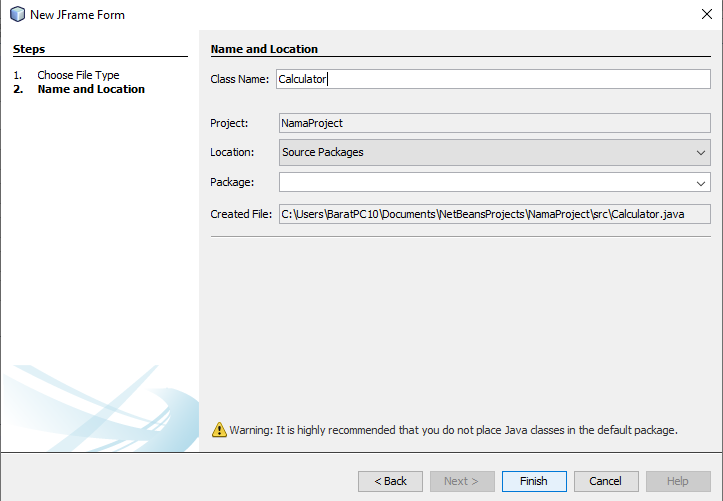 New JFrame Form
Steps
1. Choose File Type
2. Name and Location
Name and Location
Class Name: Calculator
Project: NamaProject
Location: Source Packages
Package:
Created File: C:\Users\BaratPC10\Documents\NetBeansProjects\NamaProject\src\Calculator.java
Warning: It is highly recommended that you do not place Java classes in the default package.
< Back Next > Finish Cancel Help